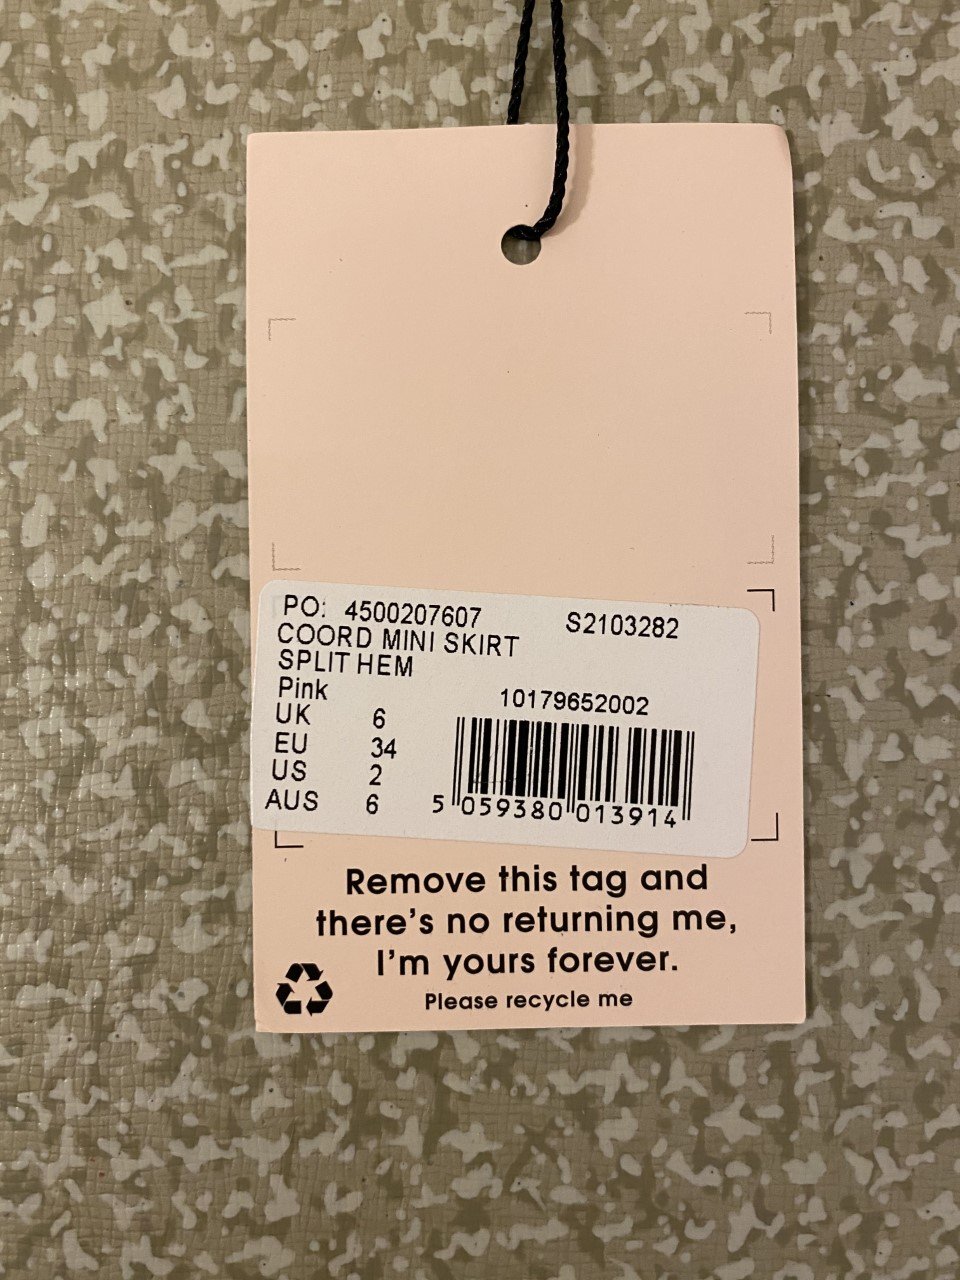 PO: 4500207607 S2103282
COORD MINI SKIRT
SPLIT HEM
Pink 10179652002
UK 6
EU 34
US 2
AUS 6
5 059380 013914
Remove this tag and
there's no returning me,
I'm yours forever.
Please recycle me